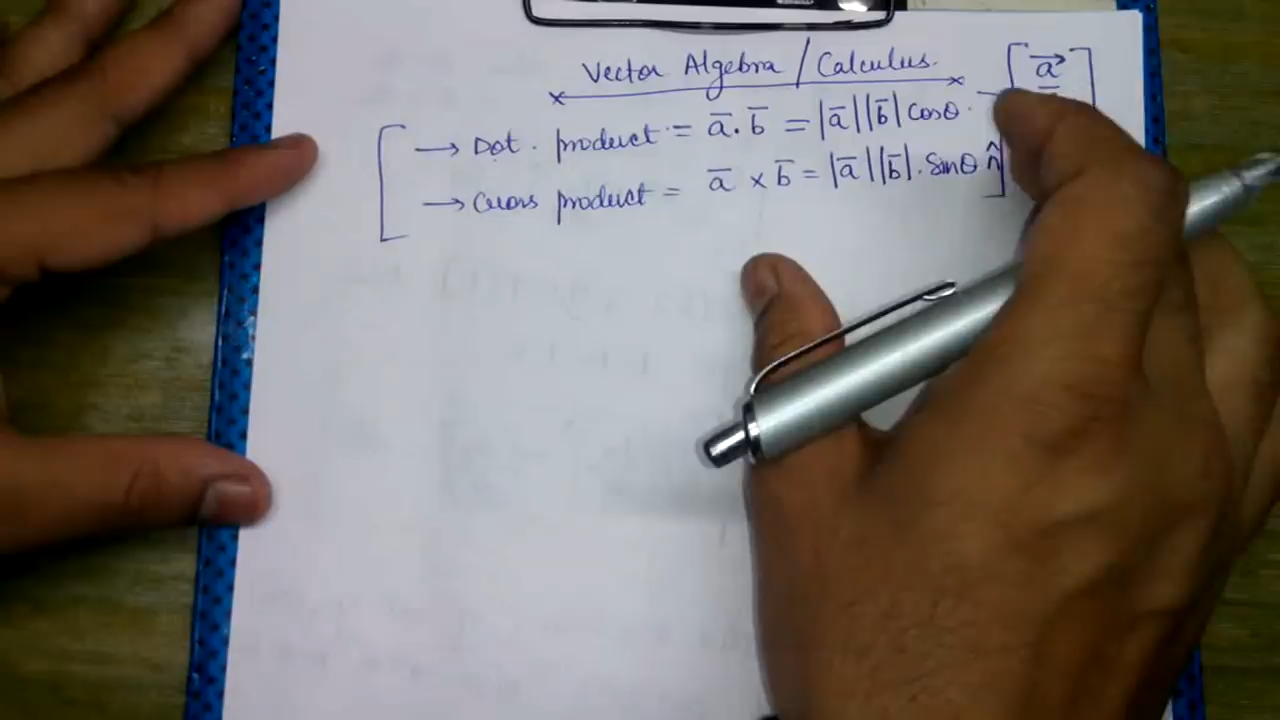 Vector Algebra / Calculus.
[→ Dot. product := a̅.b̅ = |a̅||b̅| cosθ.
→ Cross product = a̅ × b̅ = |a̅||b̅|.Sinθ n̂]
[a⃗]